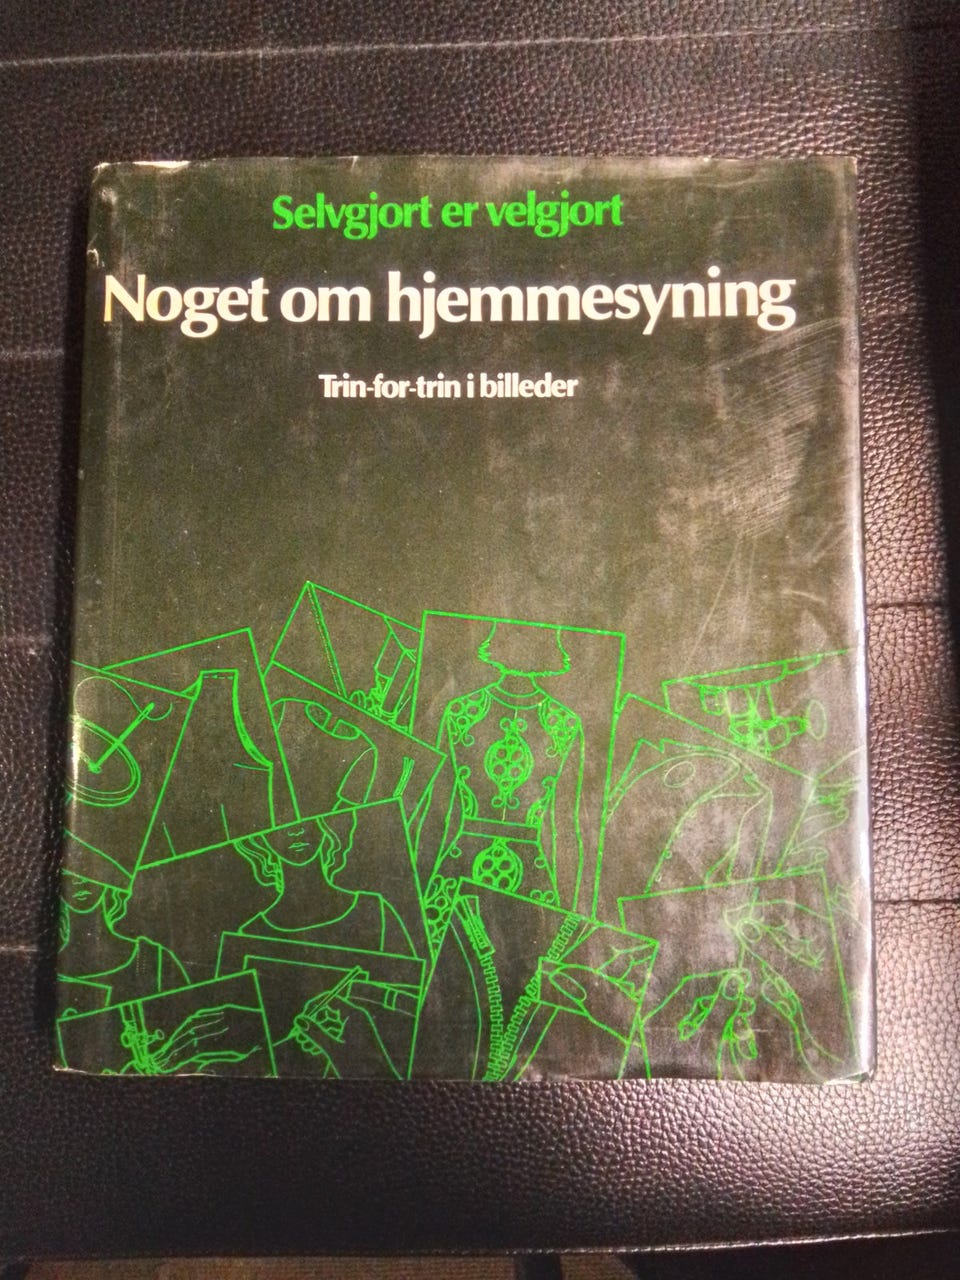 Selvgjort er velgjort
Noget om hjemmesyning
Trin-for-trin i billeder